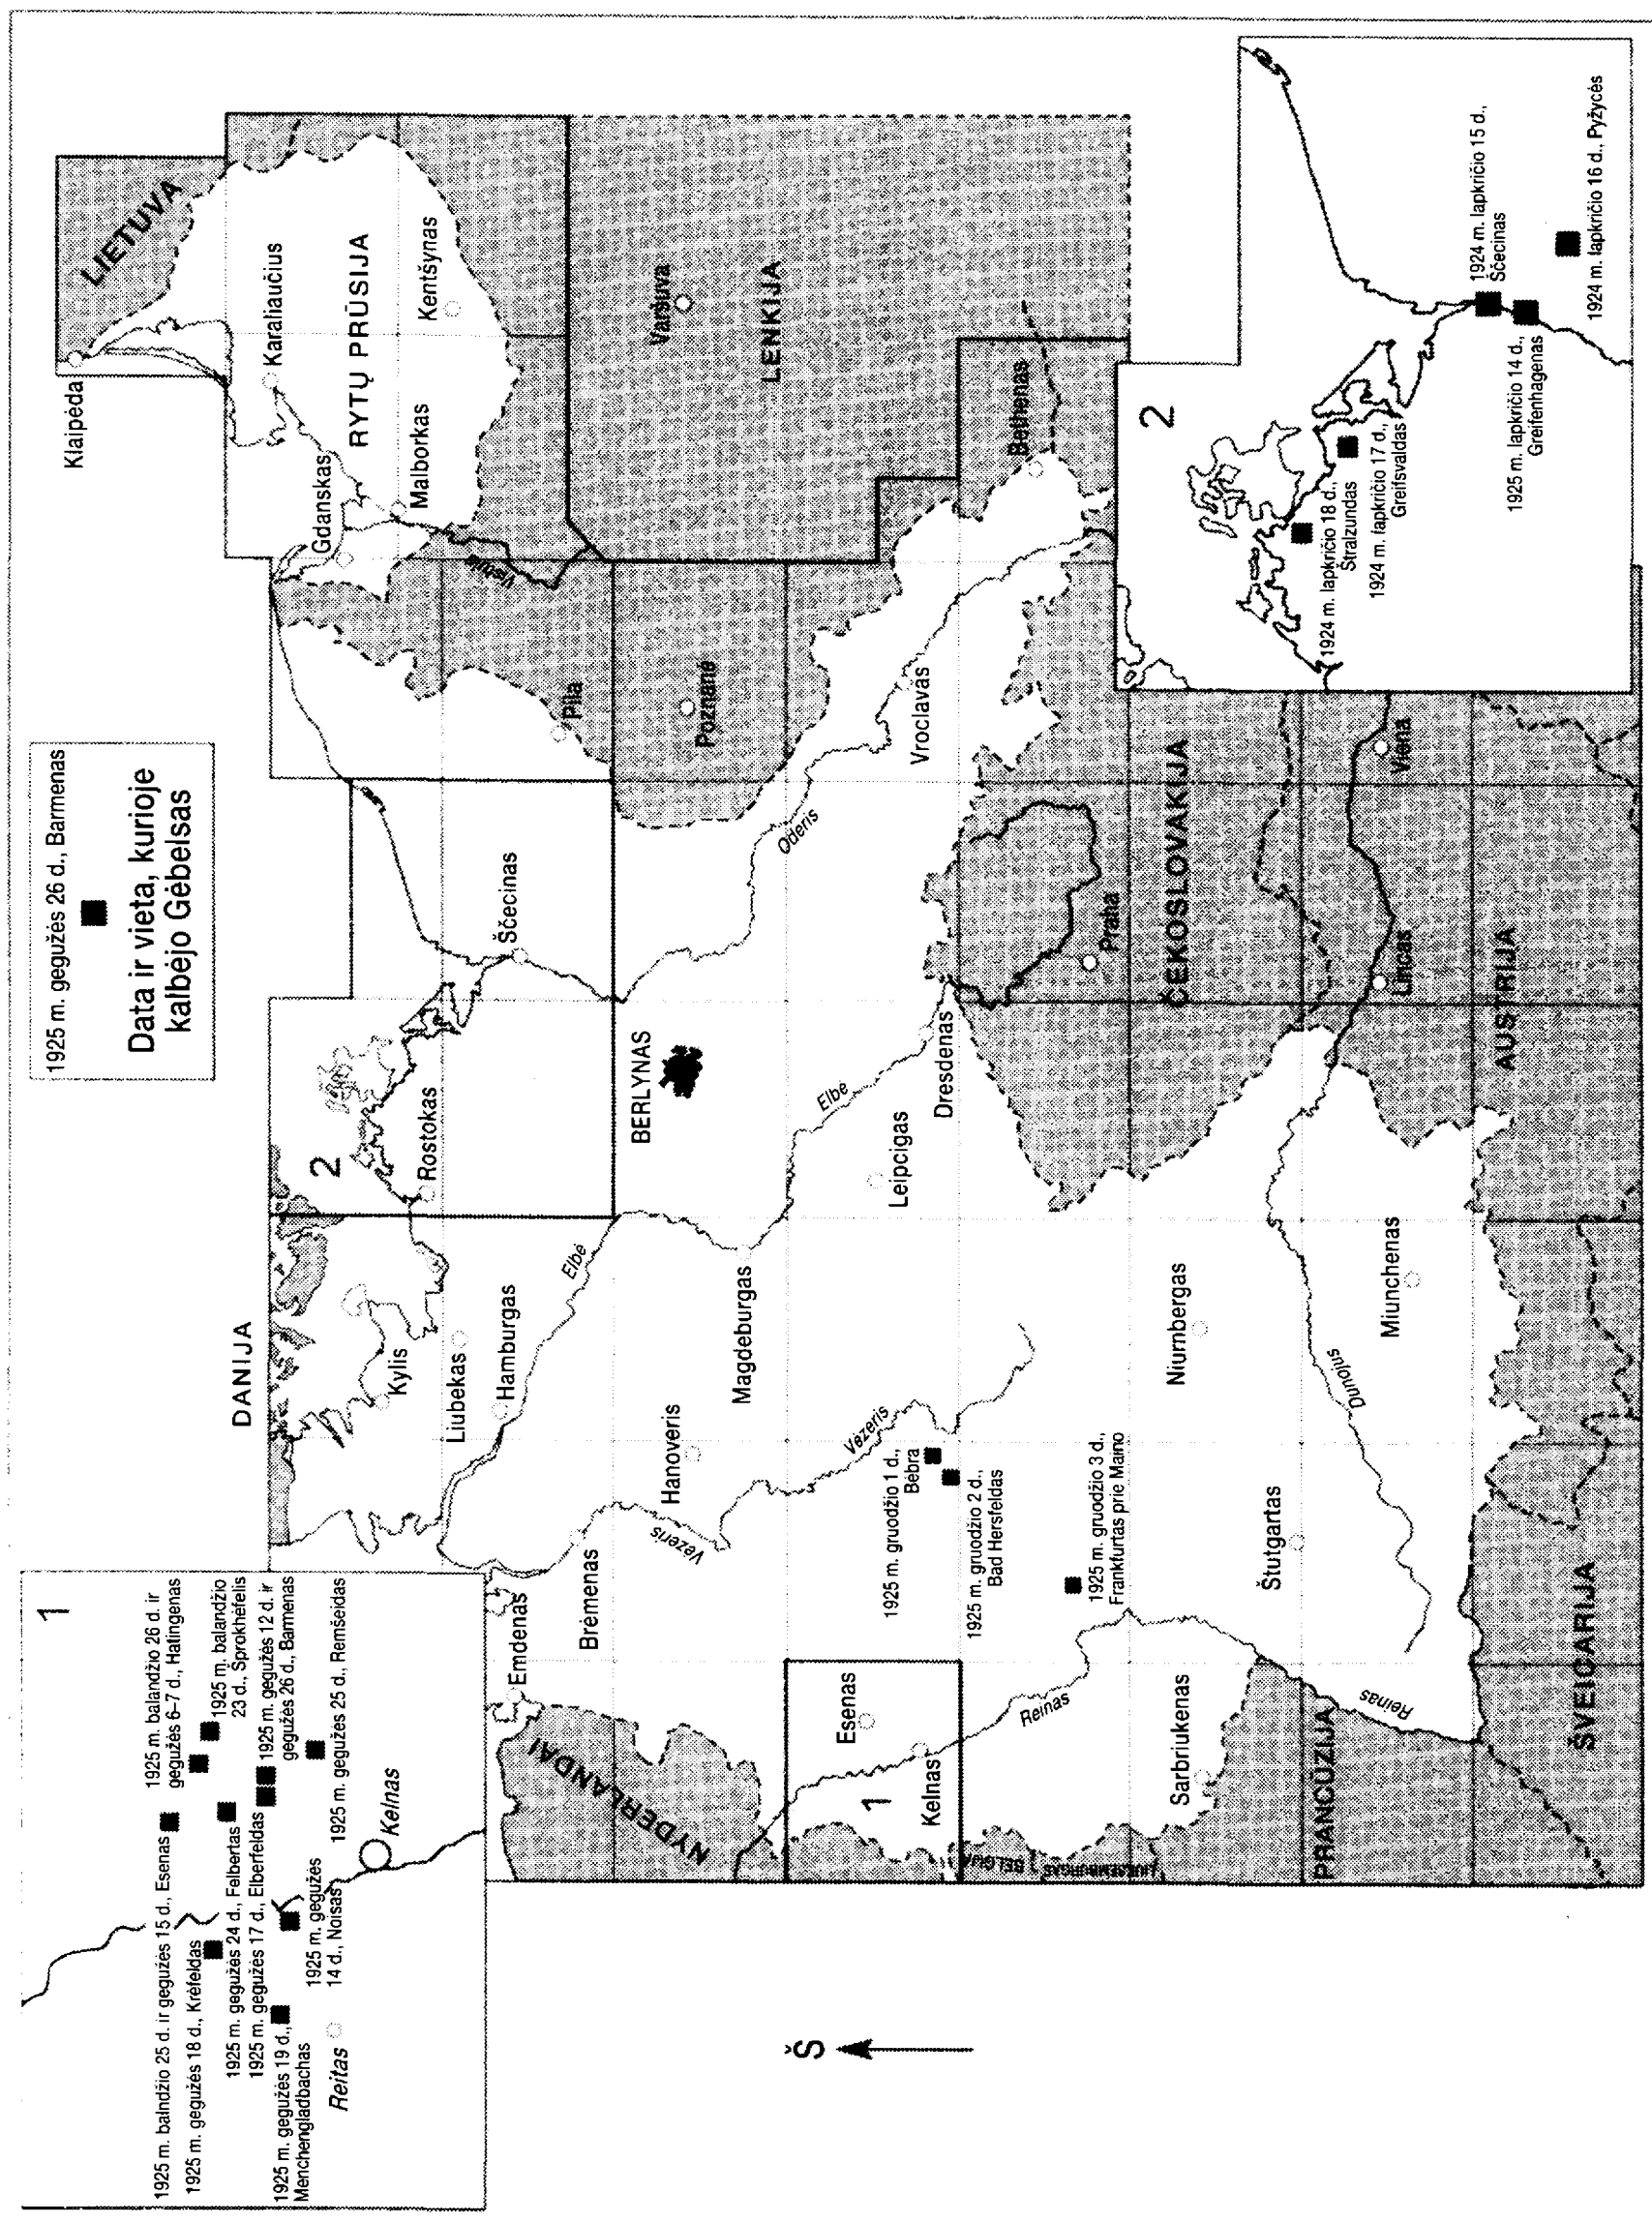 1925 m. gegužės 26 d., Barmenas
Data ir vieta, kurioje
kalbėjo Gėbelsas
1
1925 m. balndžio 25 d. ir gegužės 15 d., Esenas
1925 m. balandžio 26 d. ir
gegužės 6–7 d., Hatingenas
1925 m. gegužės 18 d., Krėfeldas
1925 m. balandžio
23 d., Šprokhėfelis
1925 m. gegužės 24 d., Felbertas
1925 m. gegužės 17 d., Elberfeldas
1925 m. gegužės 12 d. ir
gegužės 26 d., Barmenas
1925 m. gegužės 19 d.,
Menchengladbachas
1925 m. gegužės
14 d., Noisas
1925 m. gegužės 25 d., Remšeidas
Reitas
Kelnas
Š
DANIJA
Klaipėda
LIETUVA
Karaliaučius
RYTŲ PRŪSIJA
Kentšynas
Gdanskas
Malborkas
Kylis
2
Rostokas
Liubekas
Hamburgas
Elbė
Ščecinas
Pila
Emdenas
Brėmenas
Vėzeris
Hanoveris
Magdeburgas
BERLYNAS
Poznanė
Varšuva
LENKIJA
NYDERLANDAI
Esenas
1
Kelnas
Vėzeris
Elbė
Leipcigas
Dresdenas
Oderis
Vroclavas
Bethenas
1925 m. gruodžio 1 d.,
Bebra
1925 m. gruodžio 2 d.,
Bad Hersfeldas
BELGIJA
LIUKSEMBURGAS
Reinas
1925 m. gruodžio 3 d.,
Frankfurtas prie Maino
Praha
ČEKOSLOVAKIJA
Sarbriukenas
Štutgartas
Niurnbergas
PRANCŪZIJA
Reinas
Dunojus
Miunchenas
Lincas
Viena
AUSTRIJA
ŠVEICARIJA
2
1924 m. lapkričio 18 d.,
Štralzundas
1924 m. lapkričio 17 d.,
Greifsvaldas
1924 m. lapkričio 15 d.,
Ščecinas
1925 m. lapkričio 14 d.,
Greifenhagenas
1924 m. lapkričio 16 d., Pyžycės